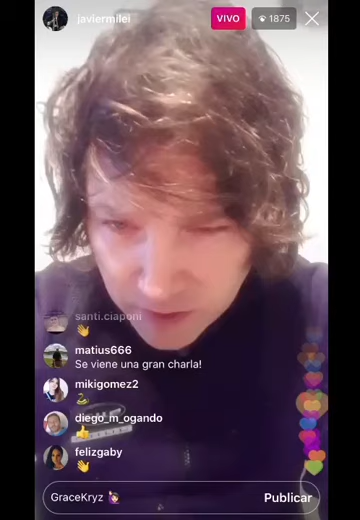 javiermilei
VIVO
1875
santi.ciaponi
👋
matius666
Se viene una gran charla!
mikigomez2
🐍
diego_m_ogando
👍
felizgaby
👋
GraceKryz 🙋🏻‍♀️
Publicar